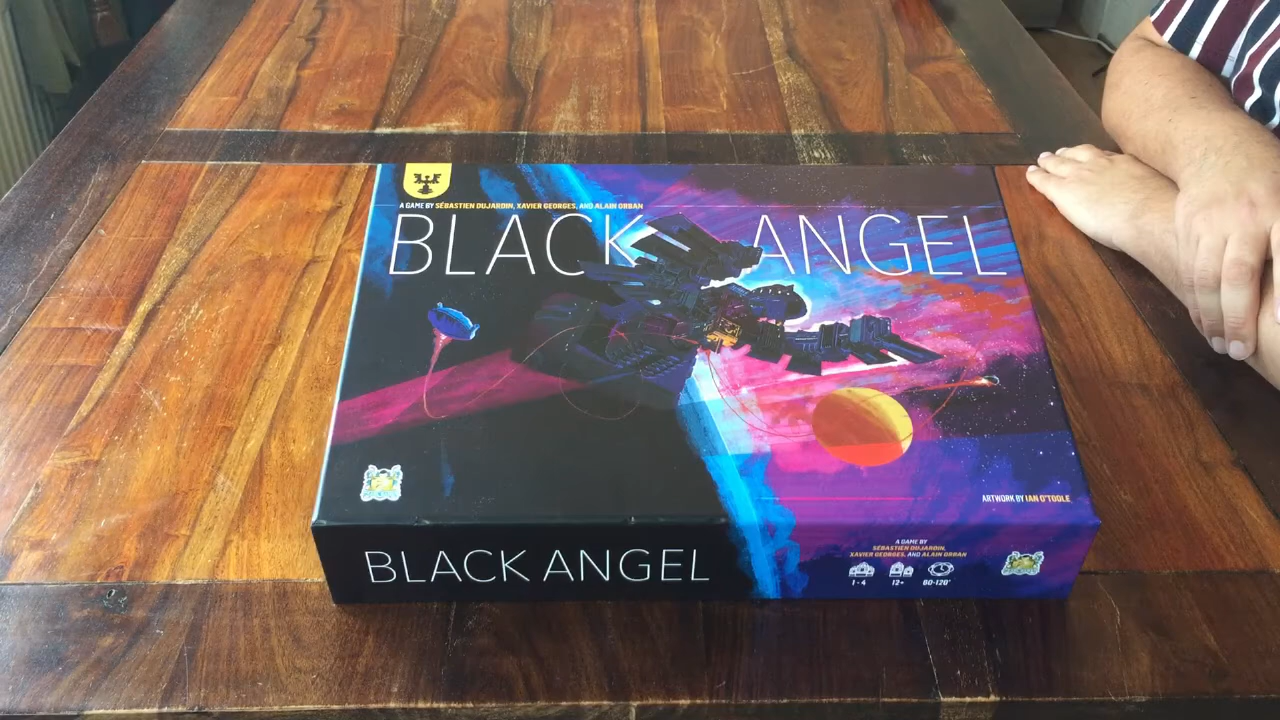 A GAME BY SÉBASTIEN DUJARDIN, XAVIER GEORGES, AND ALAIN ORBAN
BLACK ANGEL
ARTWORK BY IAN O'TOOLE
BLACK ANGEL
A GAME BY
SÉBASTIEN DUJARDIN,
XAVIER GEORGES, AND ALAIN ORBAN
1 - 4 12+ 60-120'